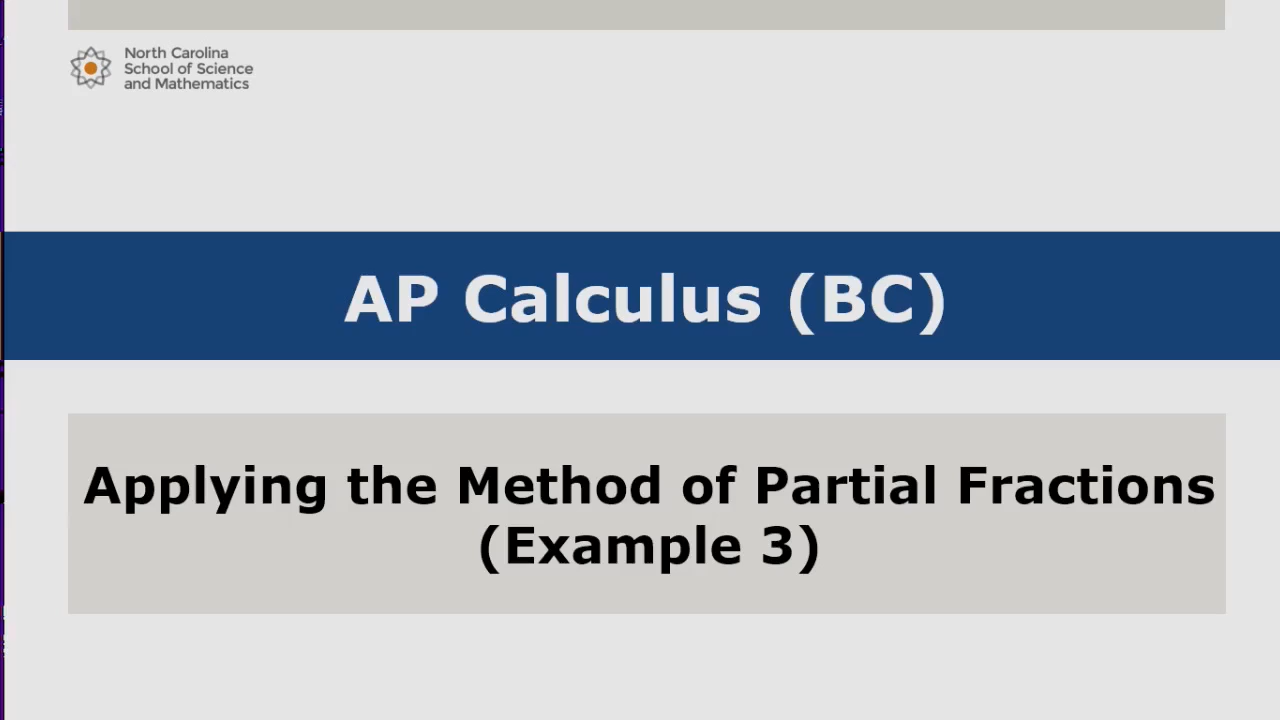 North Carolina
School of Science
and Mathematics
AP Calculus (BC)
Applying the Method of Partial Fractions
(Example 3)